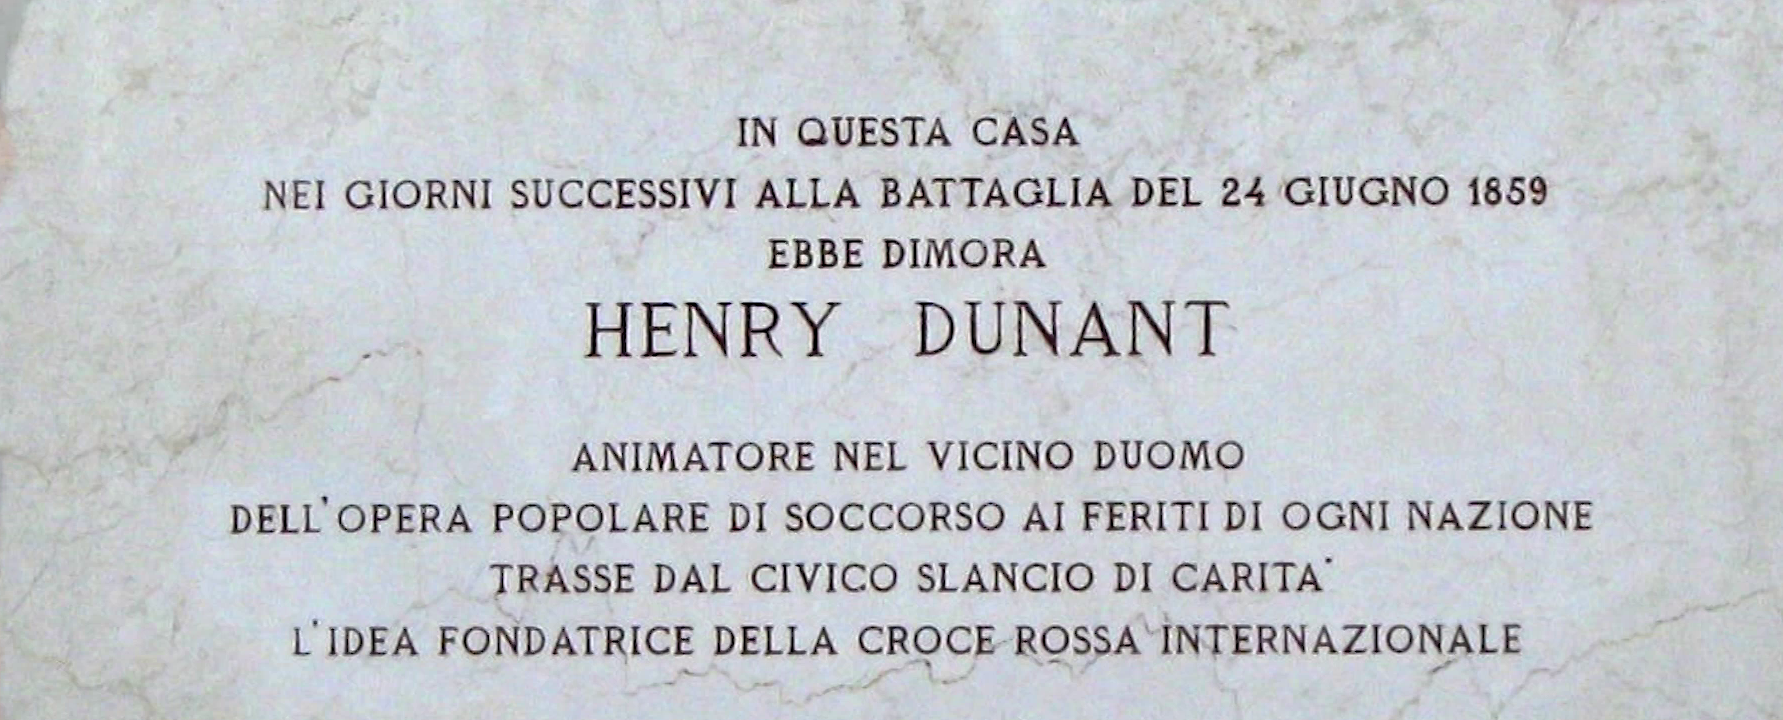 IN QUESTA CASA
NEI GIORNI SUCCESSIVI ALLA BATTAGLIA DEL 24 GIUGNO 1859
EBBE DIMORA
HENRY DUNANT
ANIMATORE NEL VICINO DUOMO
DELL'OPERA POPOLARE DI SOCCORSO AI FERITI DI OGNI NAZIONE
TRASSE DAL CIVICO SLANCIO DI CARITA'
L'IDEA FONDATRICE DELLA CROCE ROSSA INTERNAZIONALE